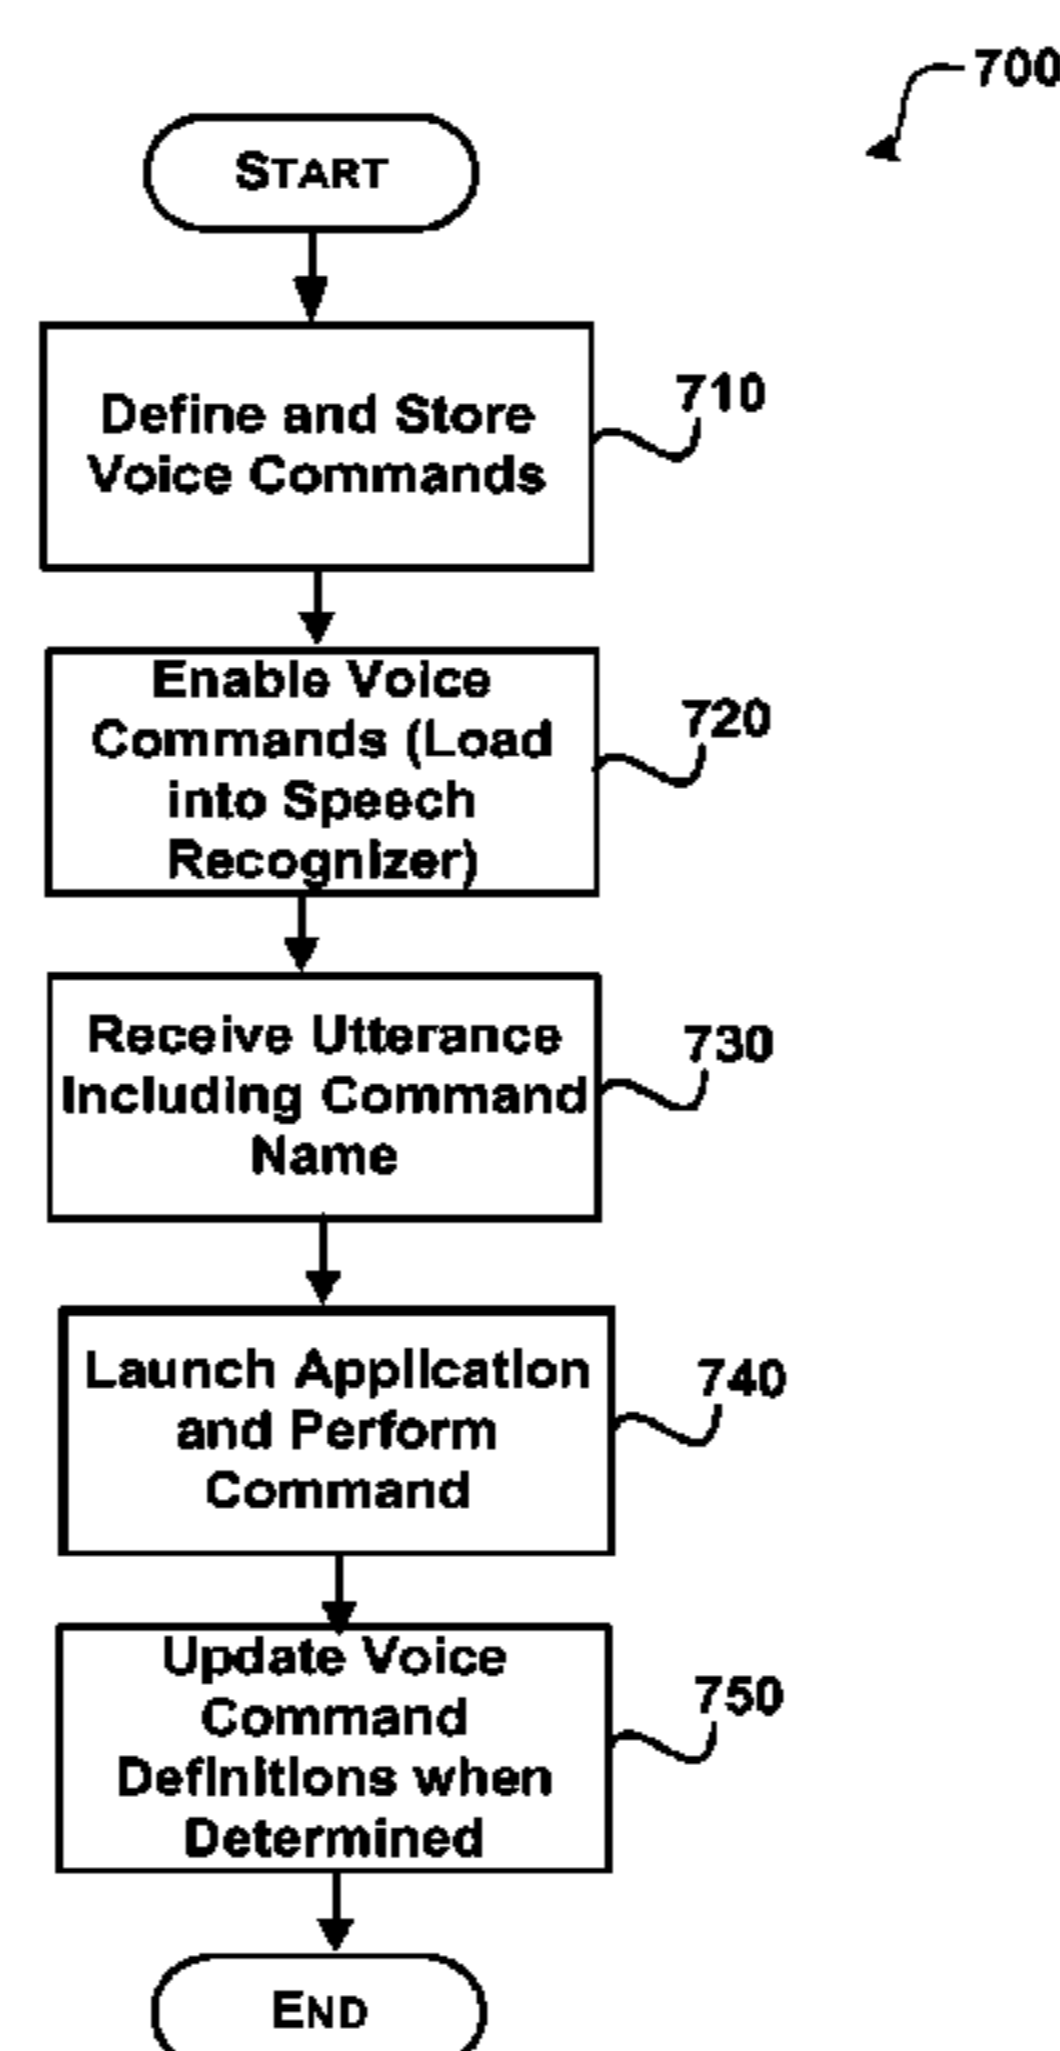 700
START
Define and Store
Voice Commands
710
Enable Voice
Commands (Load
into Speech
Recognizer)
720
Receive Utterance
Including Command
Name
730
Launch Application
and Perform
Command
740
Update Voice
Command
Definitions when
Determined
750
END